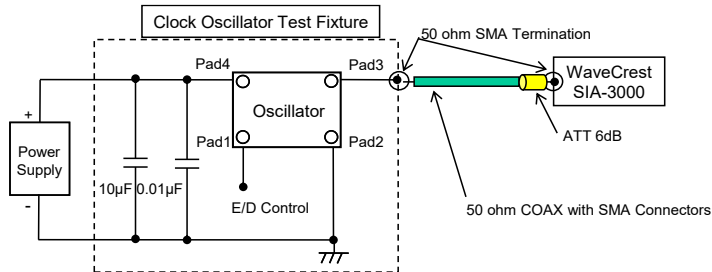 Clock Oscillator Test Fixture
50 ohm SMA Termination
Pad4
Pad3
WaveCrest
SIA-3000
+
Oscillator
Power
Supply
Pad1
Pad2
ATT 6dB
10µF
0.01µF
-
E/D Control
50 ohm COAX with SMA Connectors